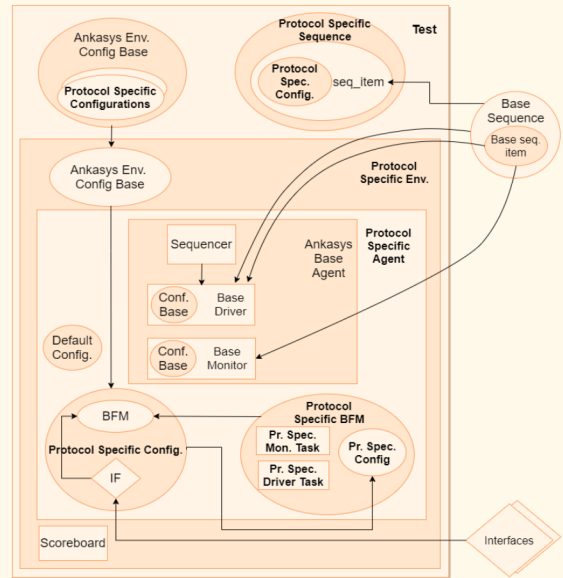 Ankasys Env.
Config Base
Protocol Specific
Configurations
Protocol Specific
Sequence
Protocol
Spec.
Config.
seq_item
Test
Base
Sequence
Base seq.
item
Ankasys Env.
Config Base
Protocol
Specific Env.
Sequencer
Ankasys
Base
Agent
Protocol
Specific
Agent
Conf.
Base
Base
Driver
Conf.
Base
Base
Monitor
Default
Config.
BFM
Protocol Specific Config.
IF
Protocol
Specific BFM
Pr. Spec.
Mon. Task
Pr. Spec.
Driver Task
Pr. Spec.
Config
Scoreboard
Interfaces